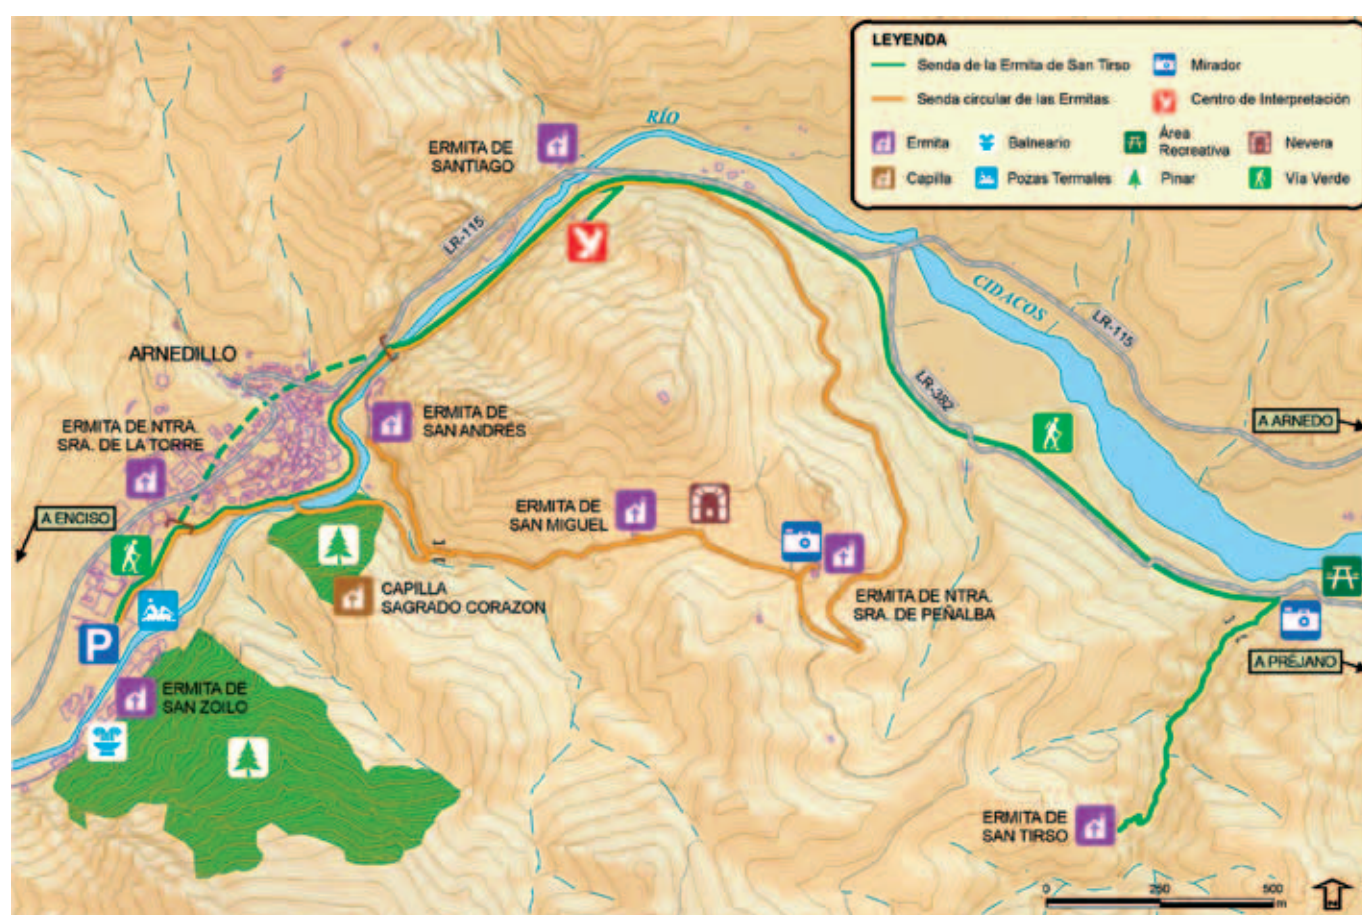 LEYENDA
Senda de la Ermita de San Tirso
Mirador
Senda circular de las Ermitas
Centro de Interpretación
Ermita
Balneario
Área
Recreativa
Nevera
Capilla
Pozas Termales
Pinar
Vía Verde
RÍO
ERMITA DE
SANTIAGO
LR-115
CIDACOS
LR-115
ARNEDILLO
LR-382
ERMITA DE
SAN ANDRÉS
A ARNEDO
ERMITA DE NTRA.
SRA. DE LA TORRE
A ENCISO
ERMITA DE
SAN MIGUEL
CAPILLA
SAGRADO CORAZON
ERMITA DE NTRA.
SRA. DE PEÑALBA
P
A PRÉJANO
ERMITA DE
SAN ZOILO
ERMITA DE
SAN TIRSO
0 250 500
m
N